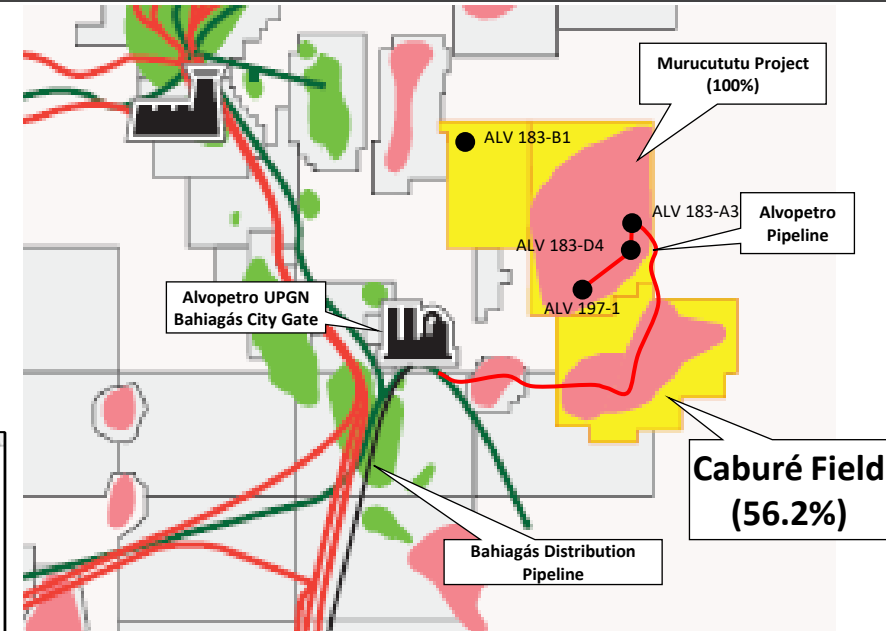 Murucututu Project
(100%)
ALV 183-B1
ALV 183-A3
Alvopetro
Pipeline
ALV 183-D4
Alvopetro UPGN
Bahiagás City Gate
ALV 197-1
Caburé Field
(56.2%)
Bahiagás Distribution
Pipeline